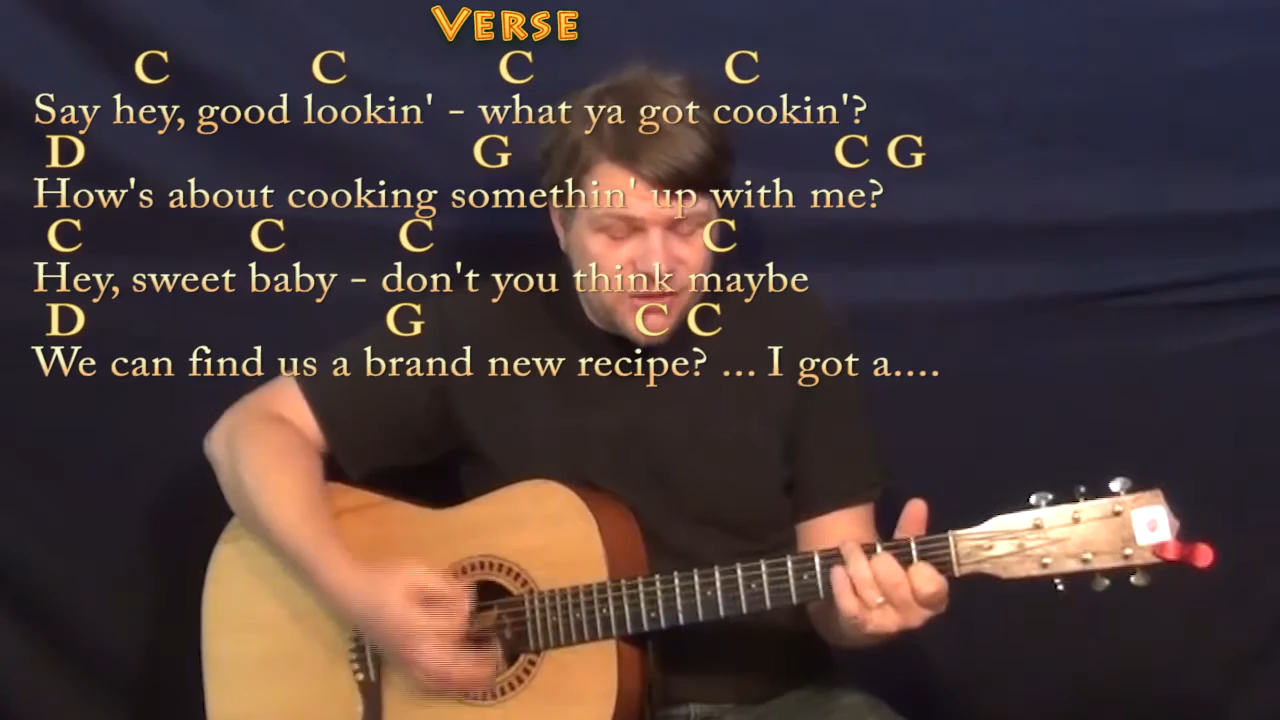 VERSE
C C C C
Say hey, good lookin' - what ya got cookin'?
D G C G
How's about cooking somethin' up with me?
C C C C
Hey, sweet baby - don't you think maybe
D G C C
We can find us a brand new recipe? ... I got a....